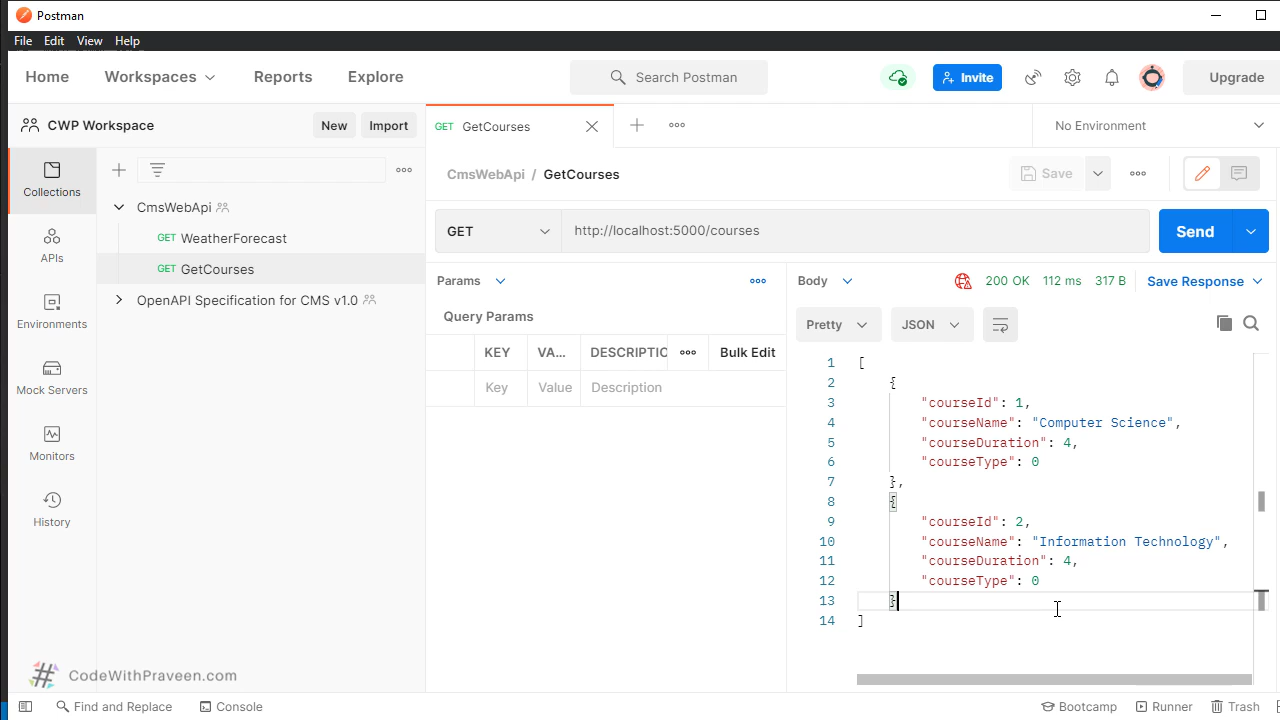 Postman
File Edit View Help
Home Workspaces Reports Explore Search Postman Invite Upgrade
CWP Workspace New Import GET GetCourses No Environment
Collections
APIs
Environments
Mock Servers
Monitors
History
CmsWebApi
GET WeatherForecast
GET GetCourses
OpenAPI Specification for CMS v1.0
CmsWebApi / GetCourses Save
GET http://localhost:5000/courses Send
Params
Query Params
KEY VA... DESCRIPTIO Bulk Edit
Key Value Description
Body 200 OK 112 ms 317 B Save Response
Pretty JSON
1 [
2 {
3 "courseId": 1,
4 "courseName": "Computer Science",
5 "courseDuration": 4,
6 "courseType": 0
7 },
8 {
9 "courseId": 2,
10 "courseName": "Information Technology",
11 "courseDuration": 4,
12 "courseType": 0
13 }
14 ]
# CodeWithPraveen.com
Find and Replace Console Bootcamp Runner Trash